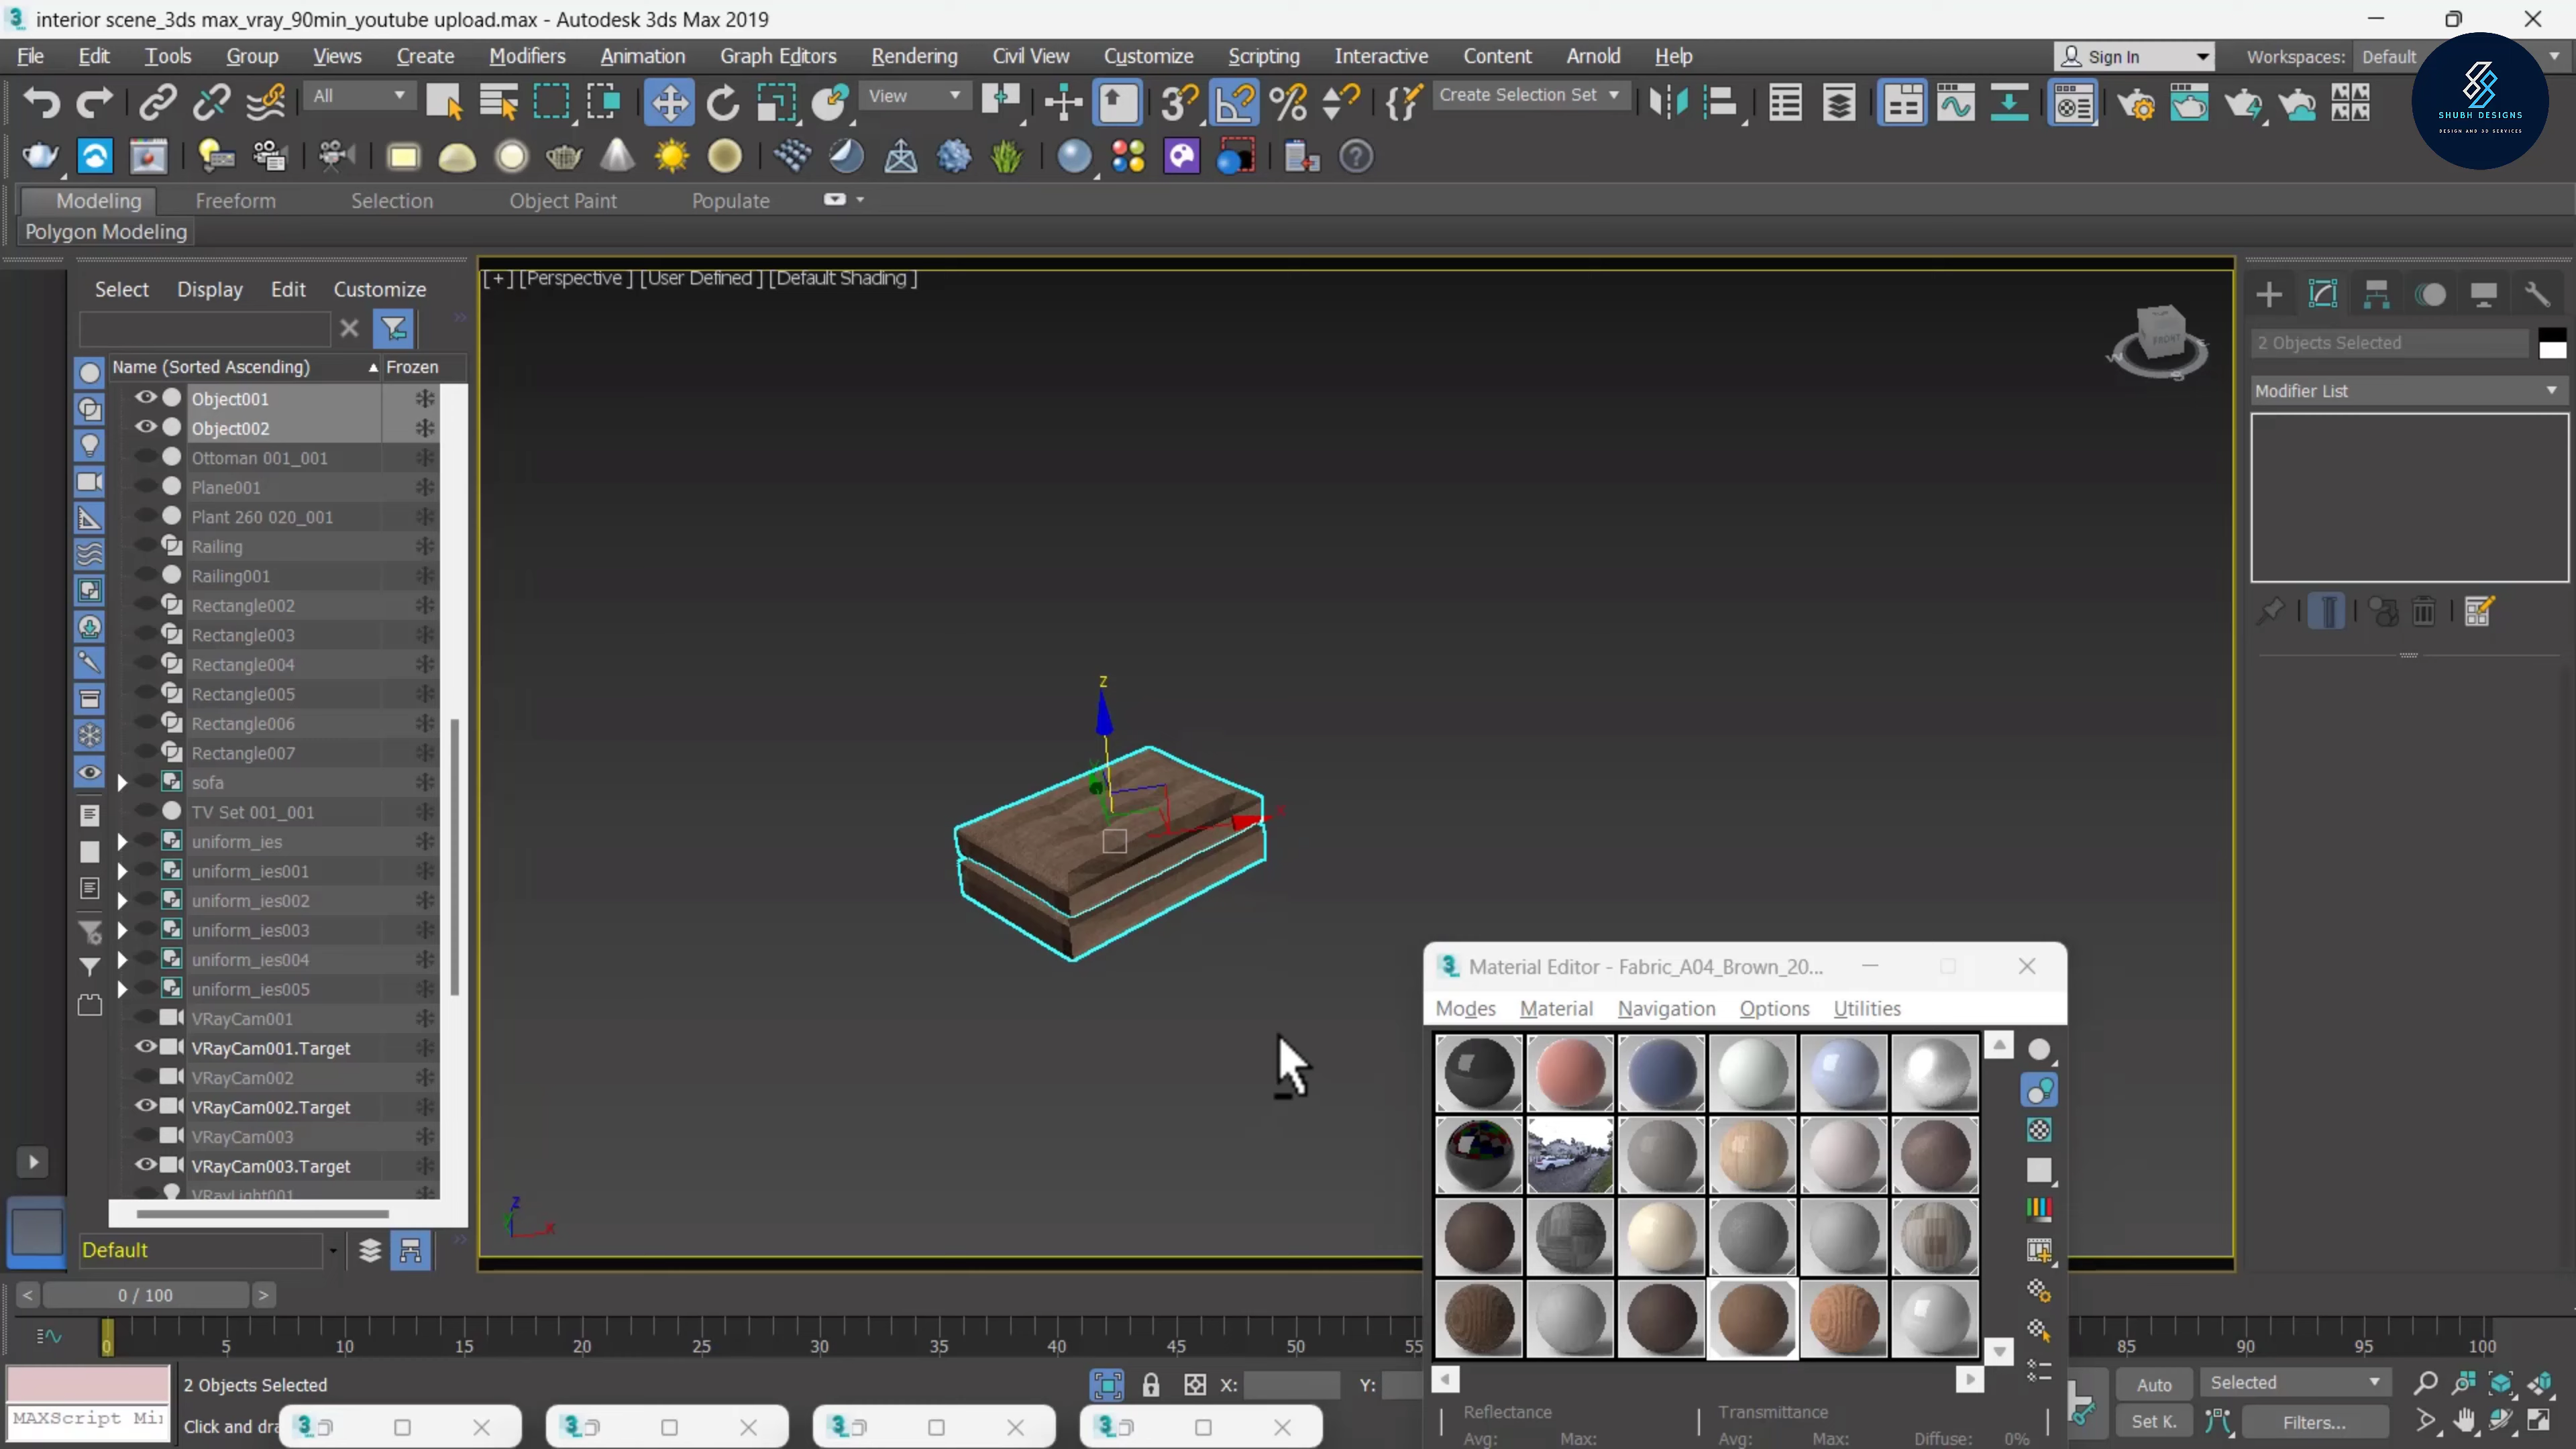 interior scene_3ds max_vray_90min_youtube upload.max - Autodesk 3ds Max 2019
File Edit Tools Group Views Create Modifiers Animation Graph Editors Rendering Civil View Customize Scripting Interactive Content Arnold Help Sign In Workspaces: Default
All View Create Selection Set
SHUBH DESIGNS
DESIGN AND 3D SERVICES
Modeling Freeform Selection Object Paint Populate
Polygon Modeling
Select Display Edit Customize
[ + ] [Perspective ] [User Defined ] [Default Shading ]
FRONT
W S
2 Objects Selected
Modifier List
Name (Sorted Ascending) Frozen
Object001
Object002
Ottoman 001_001
Plane001
Plant 260 020_001
Railing
Railing001
Rectangle002
Rectangle003
Rectangle004
Rectangle005
Rectangle006
Rectangle007
sofa
TV Set 001_001
uniform_ies
uniform_ies001
uniform_ies002
uniform_ies003
uniform_ies004
uniform_ies005
VRayCam001
VRayCam001.Target
VRayCam002
VRayCam002.Target
VRayCam003
VRayCam003.Target
VRayLight001
z
z
x
Material Editor - Fabric_A04_Brown_20...
Modes Material Navigation Options Utilities
Default
< 0 / 100 >
0 5 10 15 20 25 30 35 40 45 50 55 85 90 95 100
2 Objects Selected X: Y: Auto Selected
MAXScript Mi
Click and dra
Set K. Filters...
Reflectance Transmittance
Avg: Max: Avg: Max: Diffuse: 0%